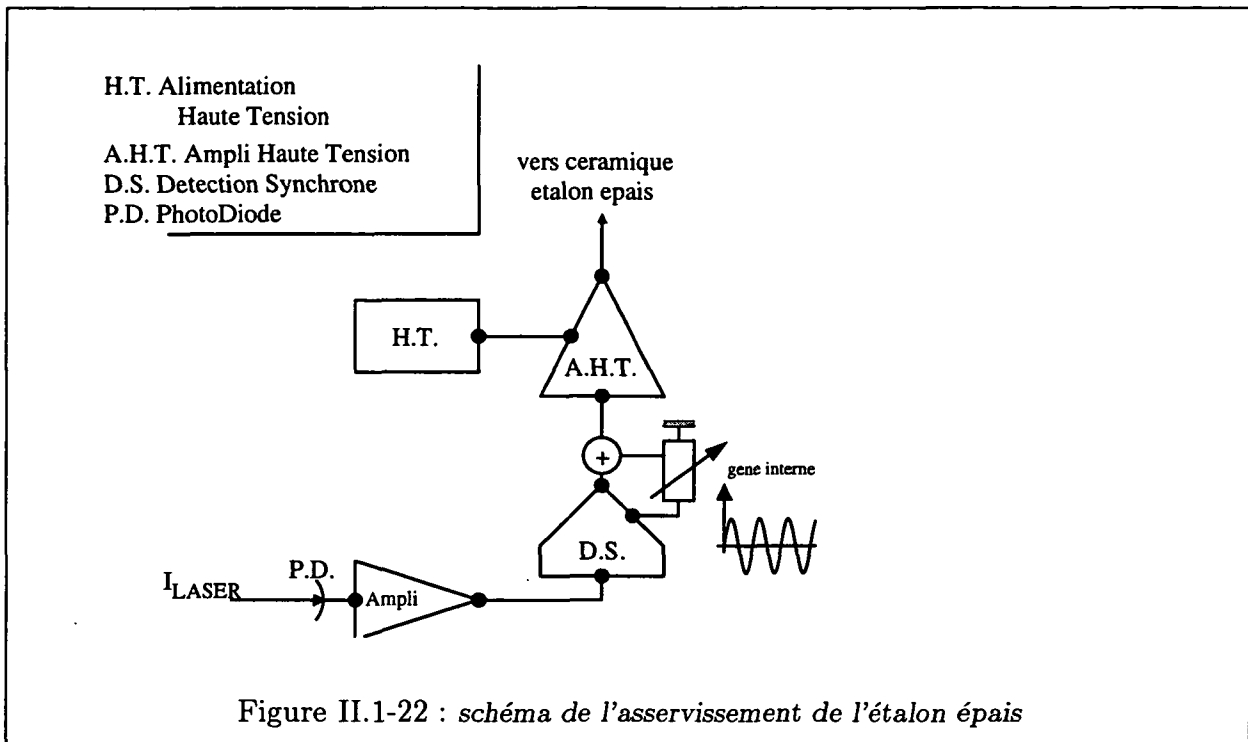 H.T. Alimentation
Haute Tension
A.H.T. Ampli Haute Tension
D.S. Detection Synchrone
P.D. PhotoDiode
vers ceramique
etalon epais
H.T.
A.H.T.
+
gene interne
D.S.
P.D.
I_LASER
Ampli
Figure II.1-22 : schéma de l'asservissement de l'étalon épais